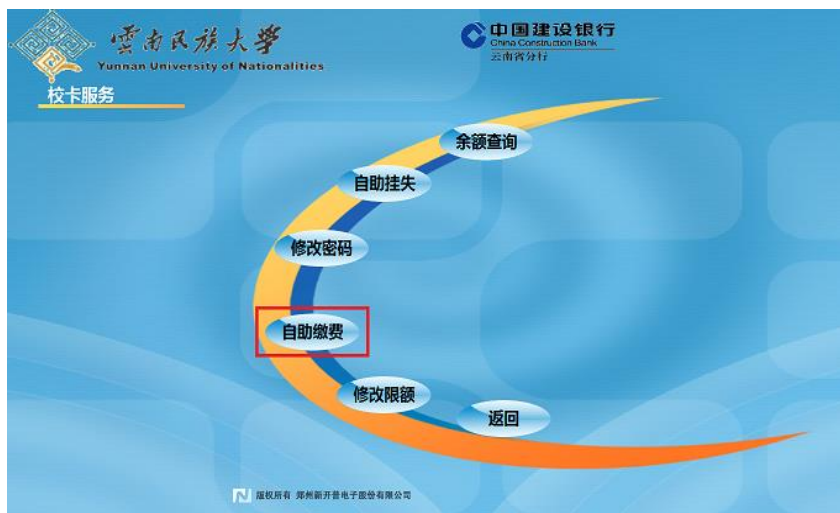 雲南民族大學
Yunnan University of Nationalities
中国建设银行
China Construction Bank
云南省分行
校卡服务
余额查询
自助挂失
修改密码
自助缴费
修改限额
返回
版权所有 郑州新开普电子股份有限公司